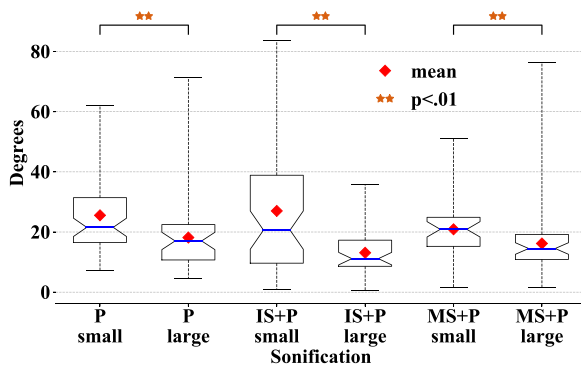 80
60
40
20
0
Degrees
mean
p<.01
P small
P large
IS+P small
IS+P large
MS+P small
MS+P large
Sonification